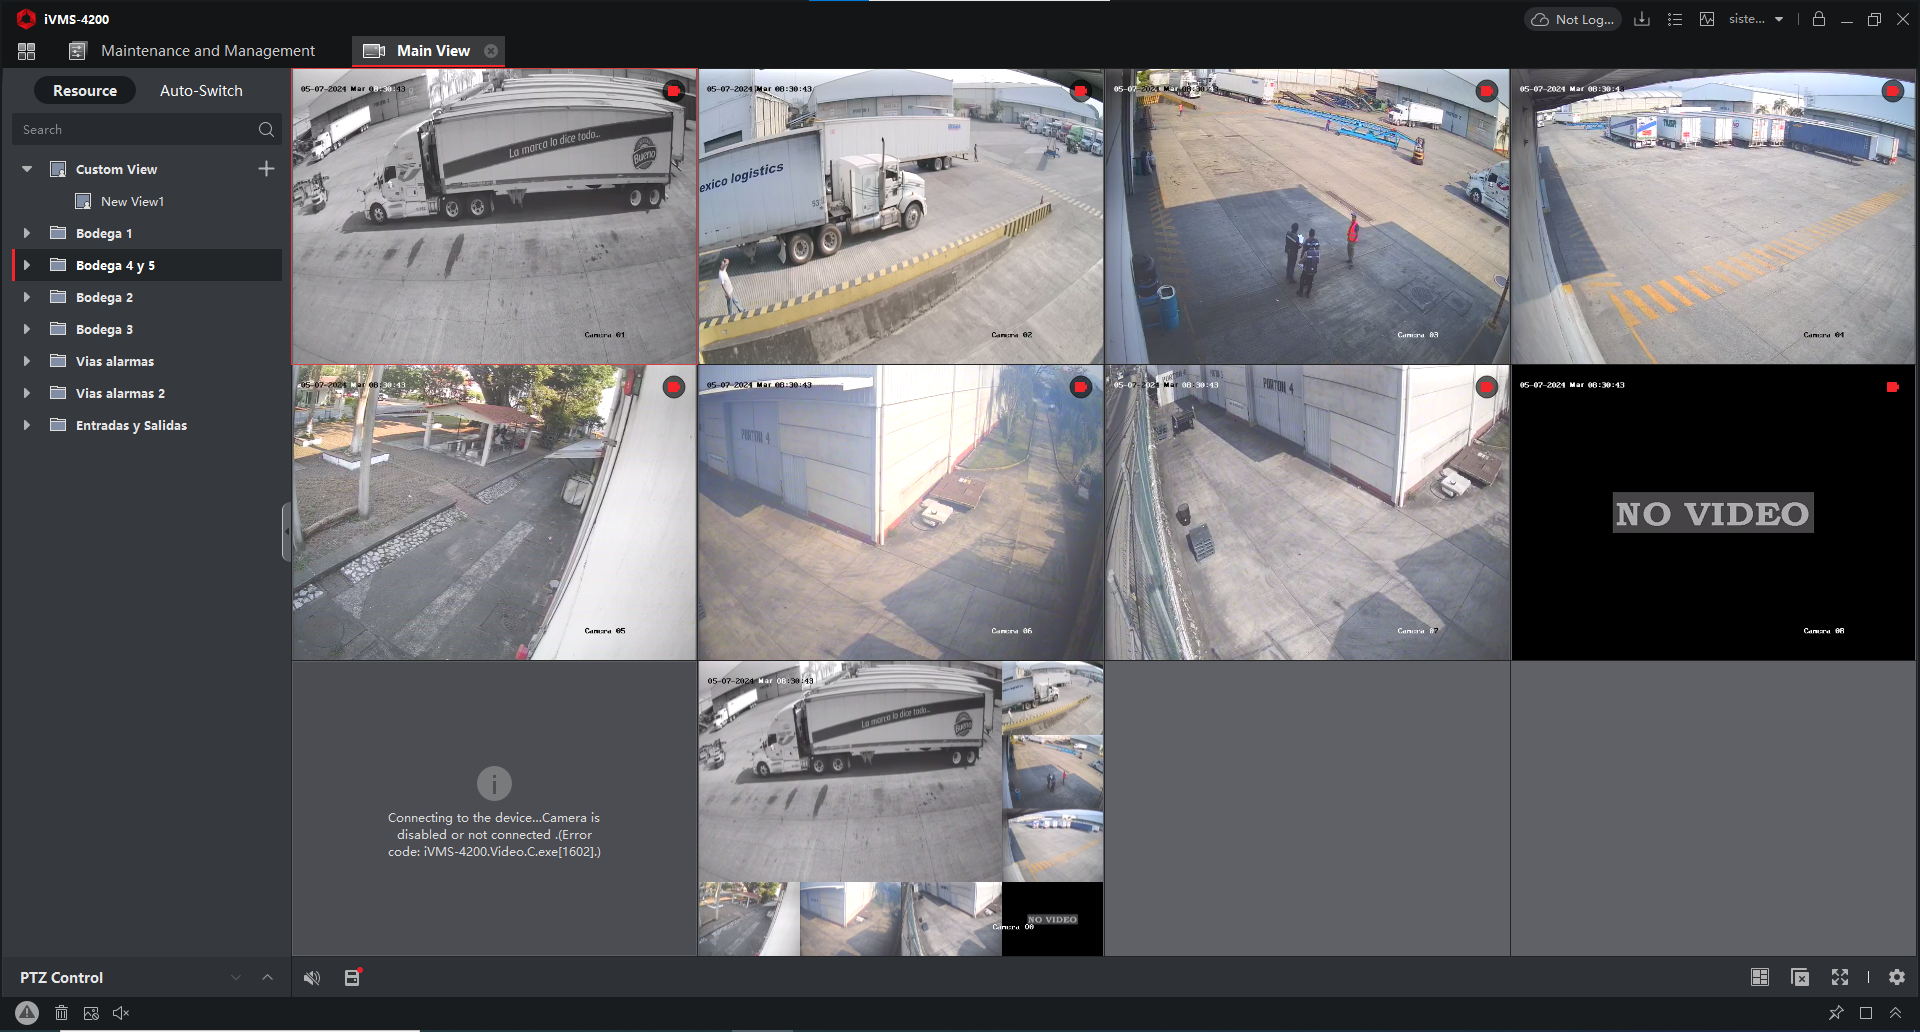 iVMS-4200
Not Log...
siste...
Maintenance and Management
Main View
Resource
Auto-Switch
Search
Custom View
New View1
Bodega 1
Bodega 4 y 5
Bodega 2
Bodega 3
Vias alarmas
Vias alarmas 2
Entradas y Salidas
PTZ Control
05-07-2024 Mar 08:30:43
La marca lo dice todo...
Bueno
Camera 01
05-07-2024 Mar 08:30:43
exico logistics
53
Camera 02
05-07-2024 Mar 08:30:43
Camera 03
05-07-2024 Mar 08:30:4
Camera 04
05-07-2024 Mar 08:30:43
Camera 05
05-07-2024 Mar 08:30:43
PORTON 4
Camera 06
05-07-2024 Mar 08:30:43
PORTON 4
Camera 07
05-07-2024 Mar 08:30:43
NO VIDEO
Camera 08
Connecting to the device...Camera is
disabled or not connected .(Error
code: iVMS-4200.Video.C.exe[1602].)
05-07-2024 Mar 08:30:43
La marca lo dice todo...
Bueno
NO VIDEO
Camera 00